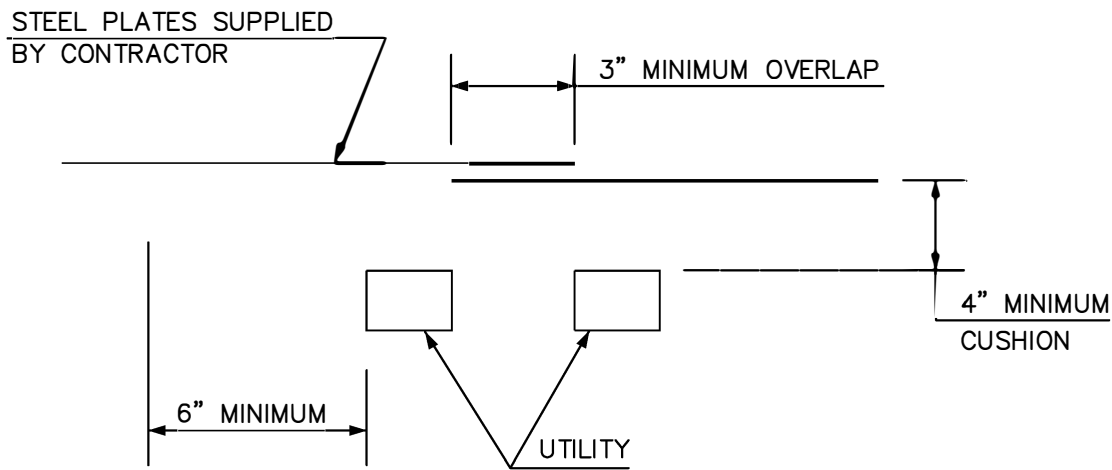 STEEL PLATES SUPPLIED
BY CONTRACTOR
3” MINIMUM OVERLAP
4” MINIMUM
CUSHION
6” MINIMUM
UTILITY